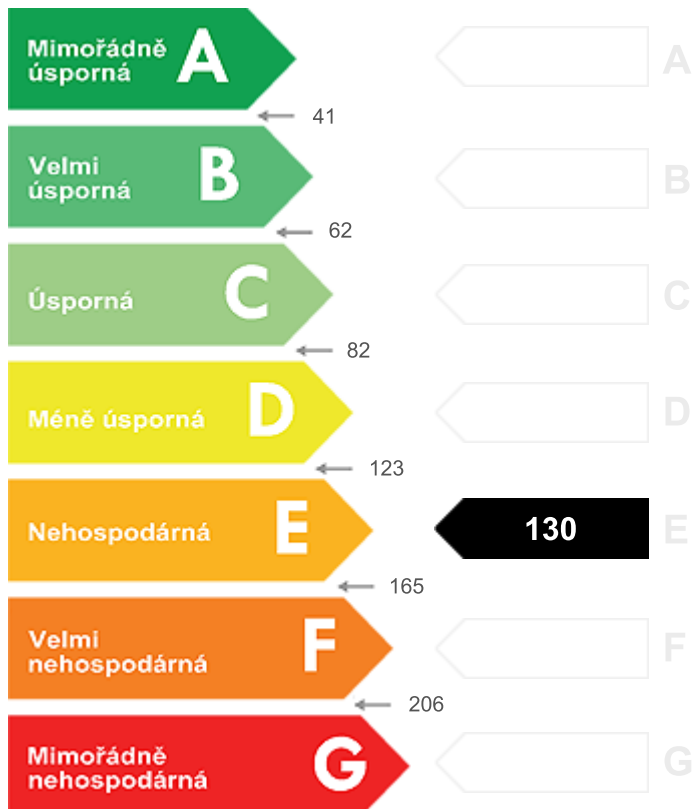 Mimořádně
úsporná
A
A
41
Velmi
úsporná
B
B
62
Úsporná
C
C
82
Méně úsporná
D
D
123
Nehospodárná
E
130
E
165
Velmi
nehospodárná
F
F
206
Mimořádně
nehospodárná
G
G